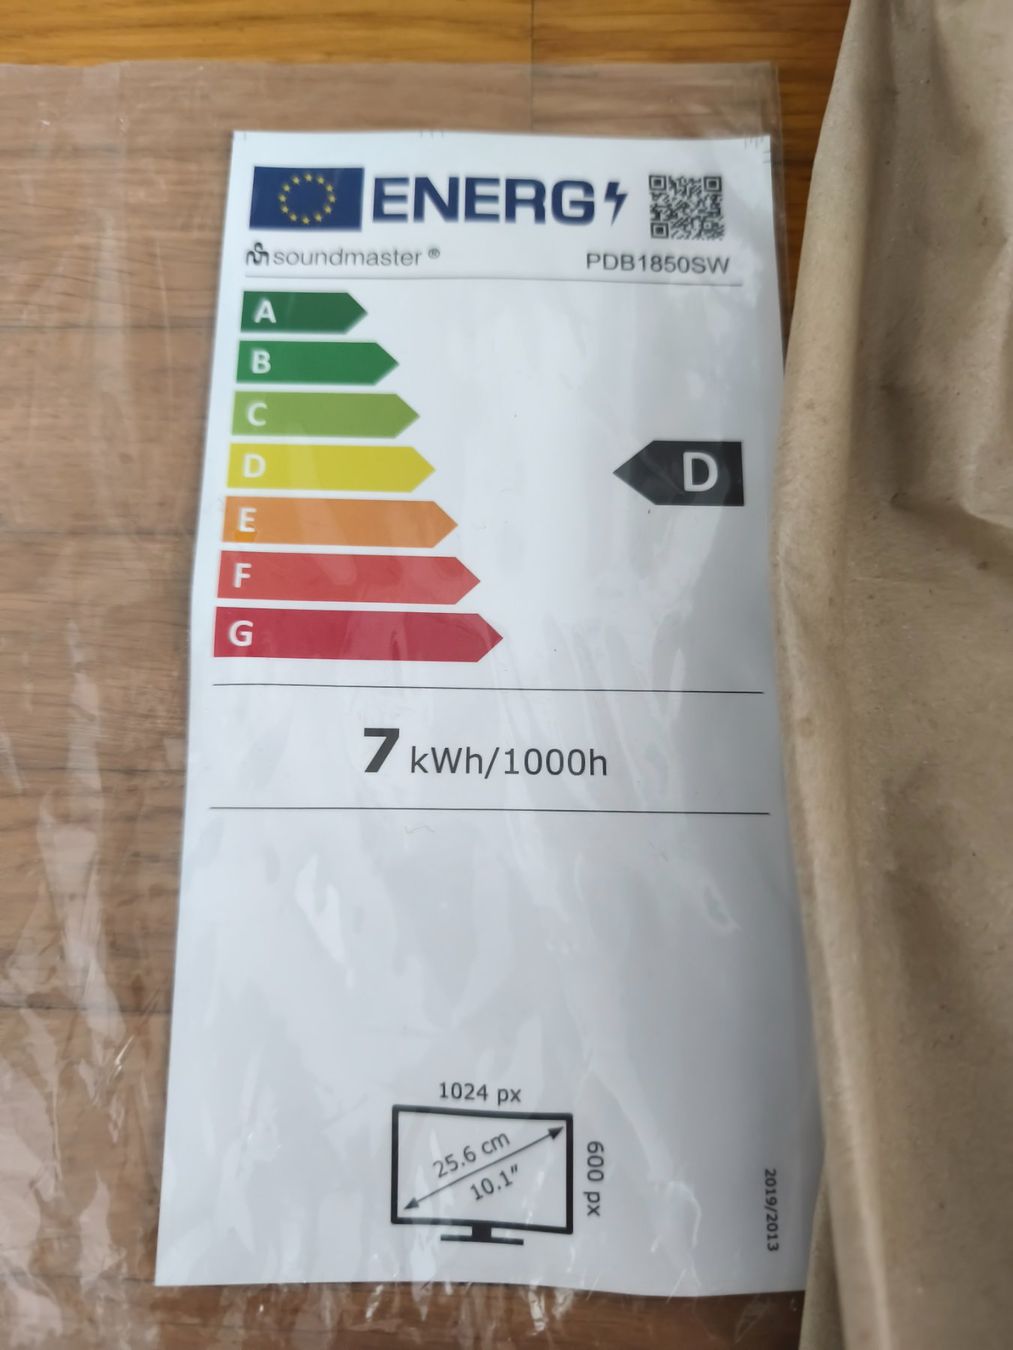 ENERG
soundmaster ®
PDB1850SW
A
B
C
D
D
E
F
G
7 kWh/1000h
1024 px
25.6 cm
10.1"
600 px
2019/2013